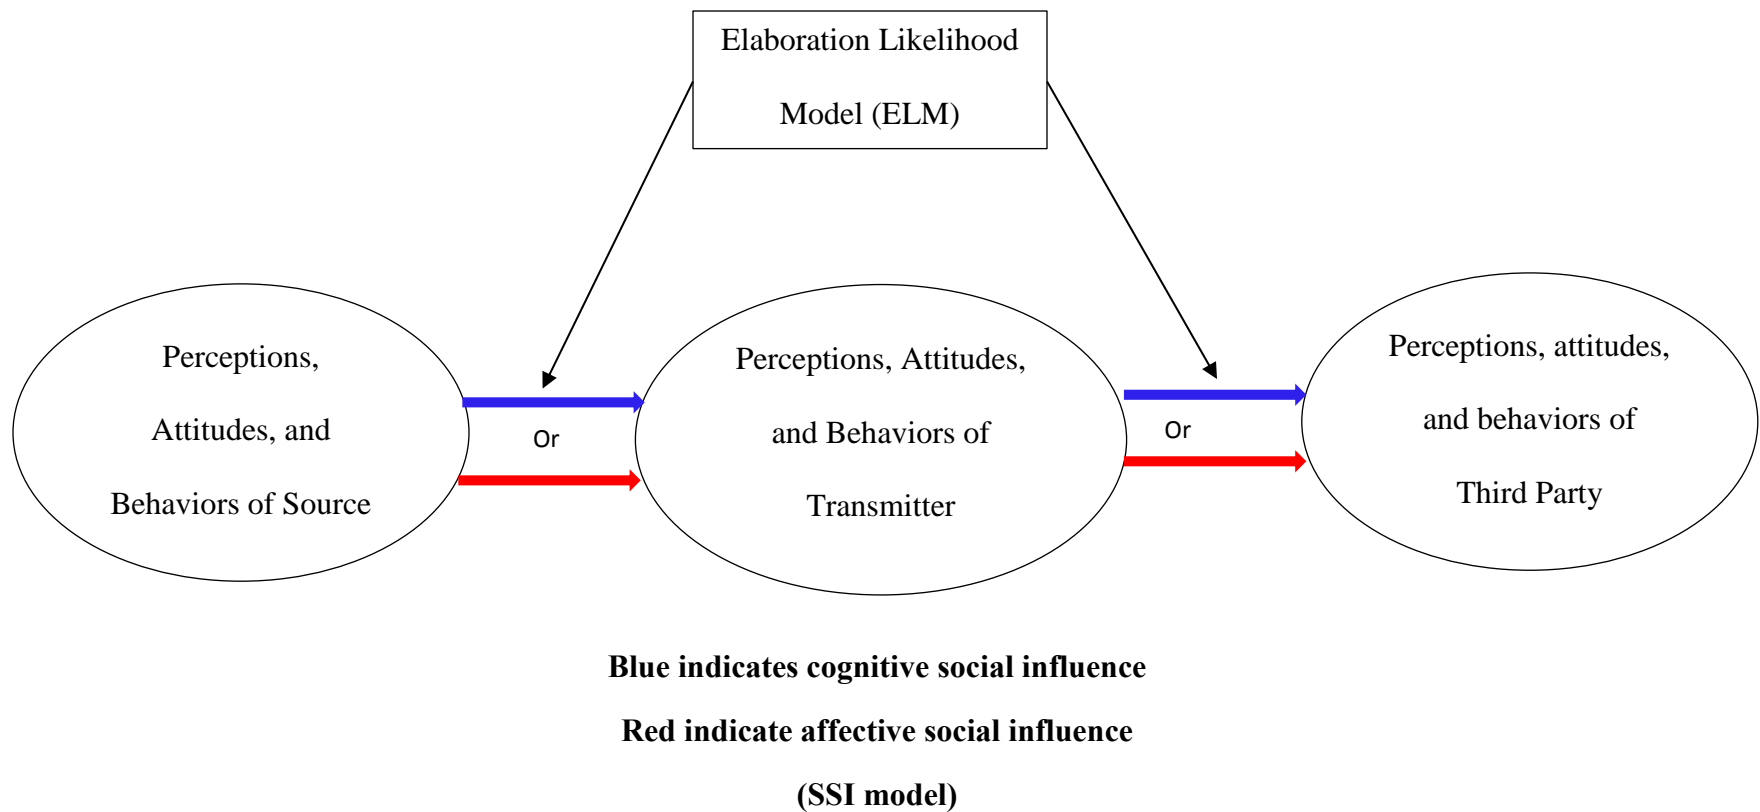 Elaboration Likelihood
Model (ELM)
Perceptions,
Attitudes, and
Behaviors of Source
Or
Perceptions, Attitudes,
and Behaviors of
Transmitter
Or
Perceptions, attitudes,
and behaviors of
Third Party
Blue indicates cognitive social influence
Red indicate affective social influence
(SSI model)